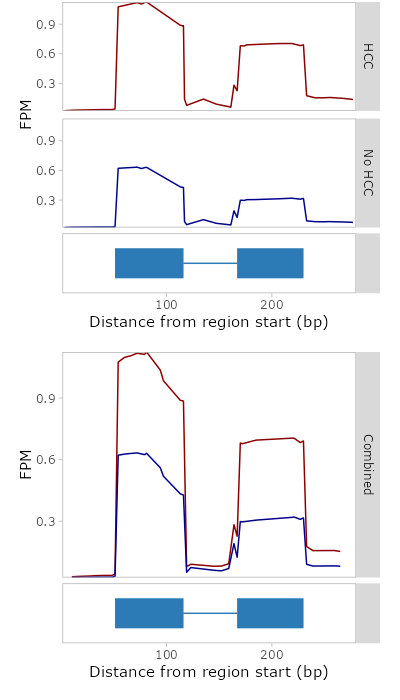 0.9
0.6
0.3
HCC
FPM
0.9
0.6
0.3
No HCC
100 200
Distance from region start (bp)
0.9
0.6
0.3
FPM
Combined
100 200
Distance from region start (bp)